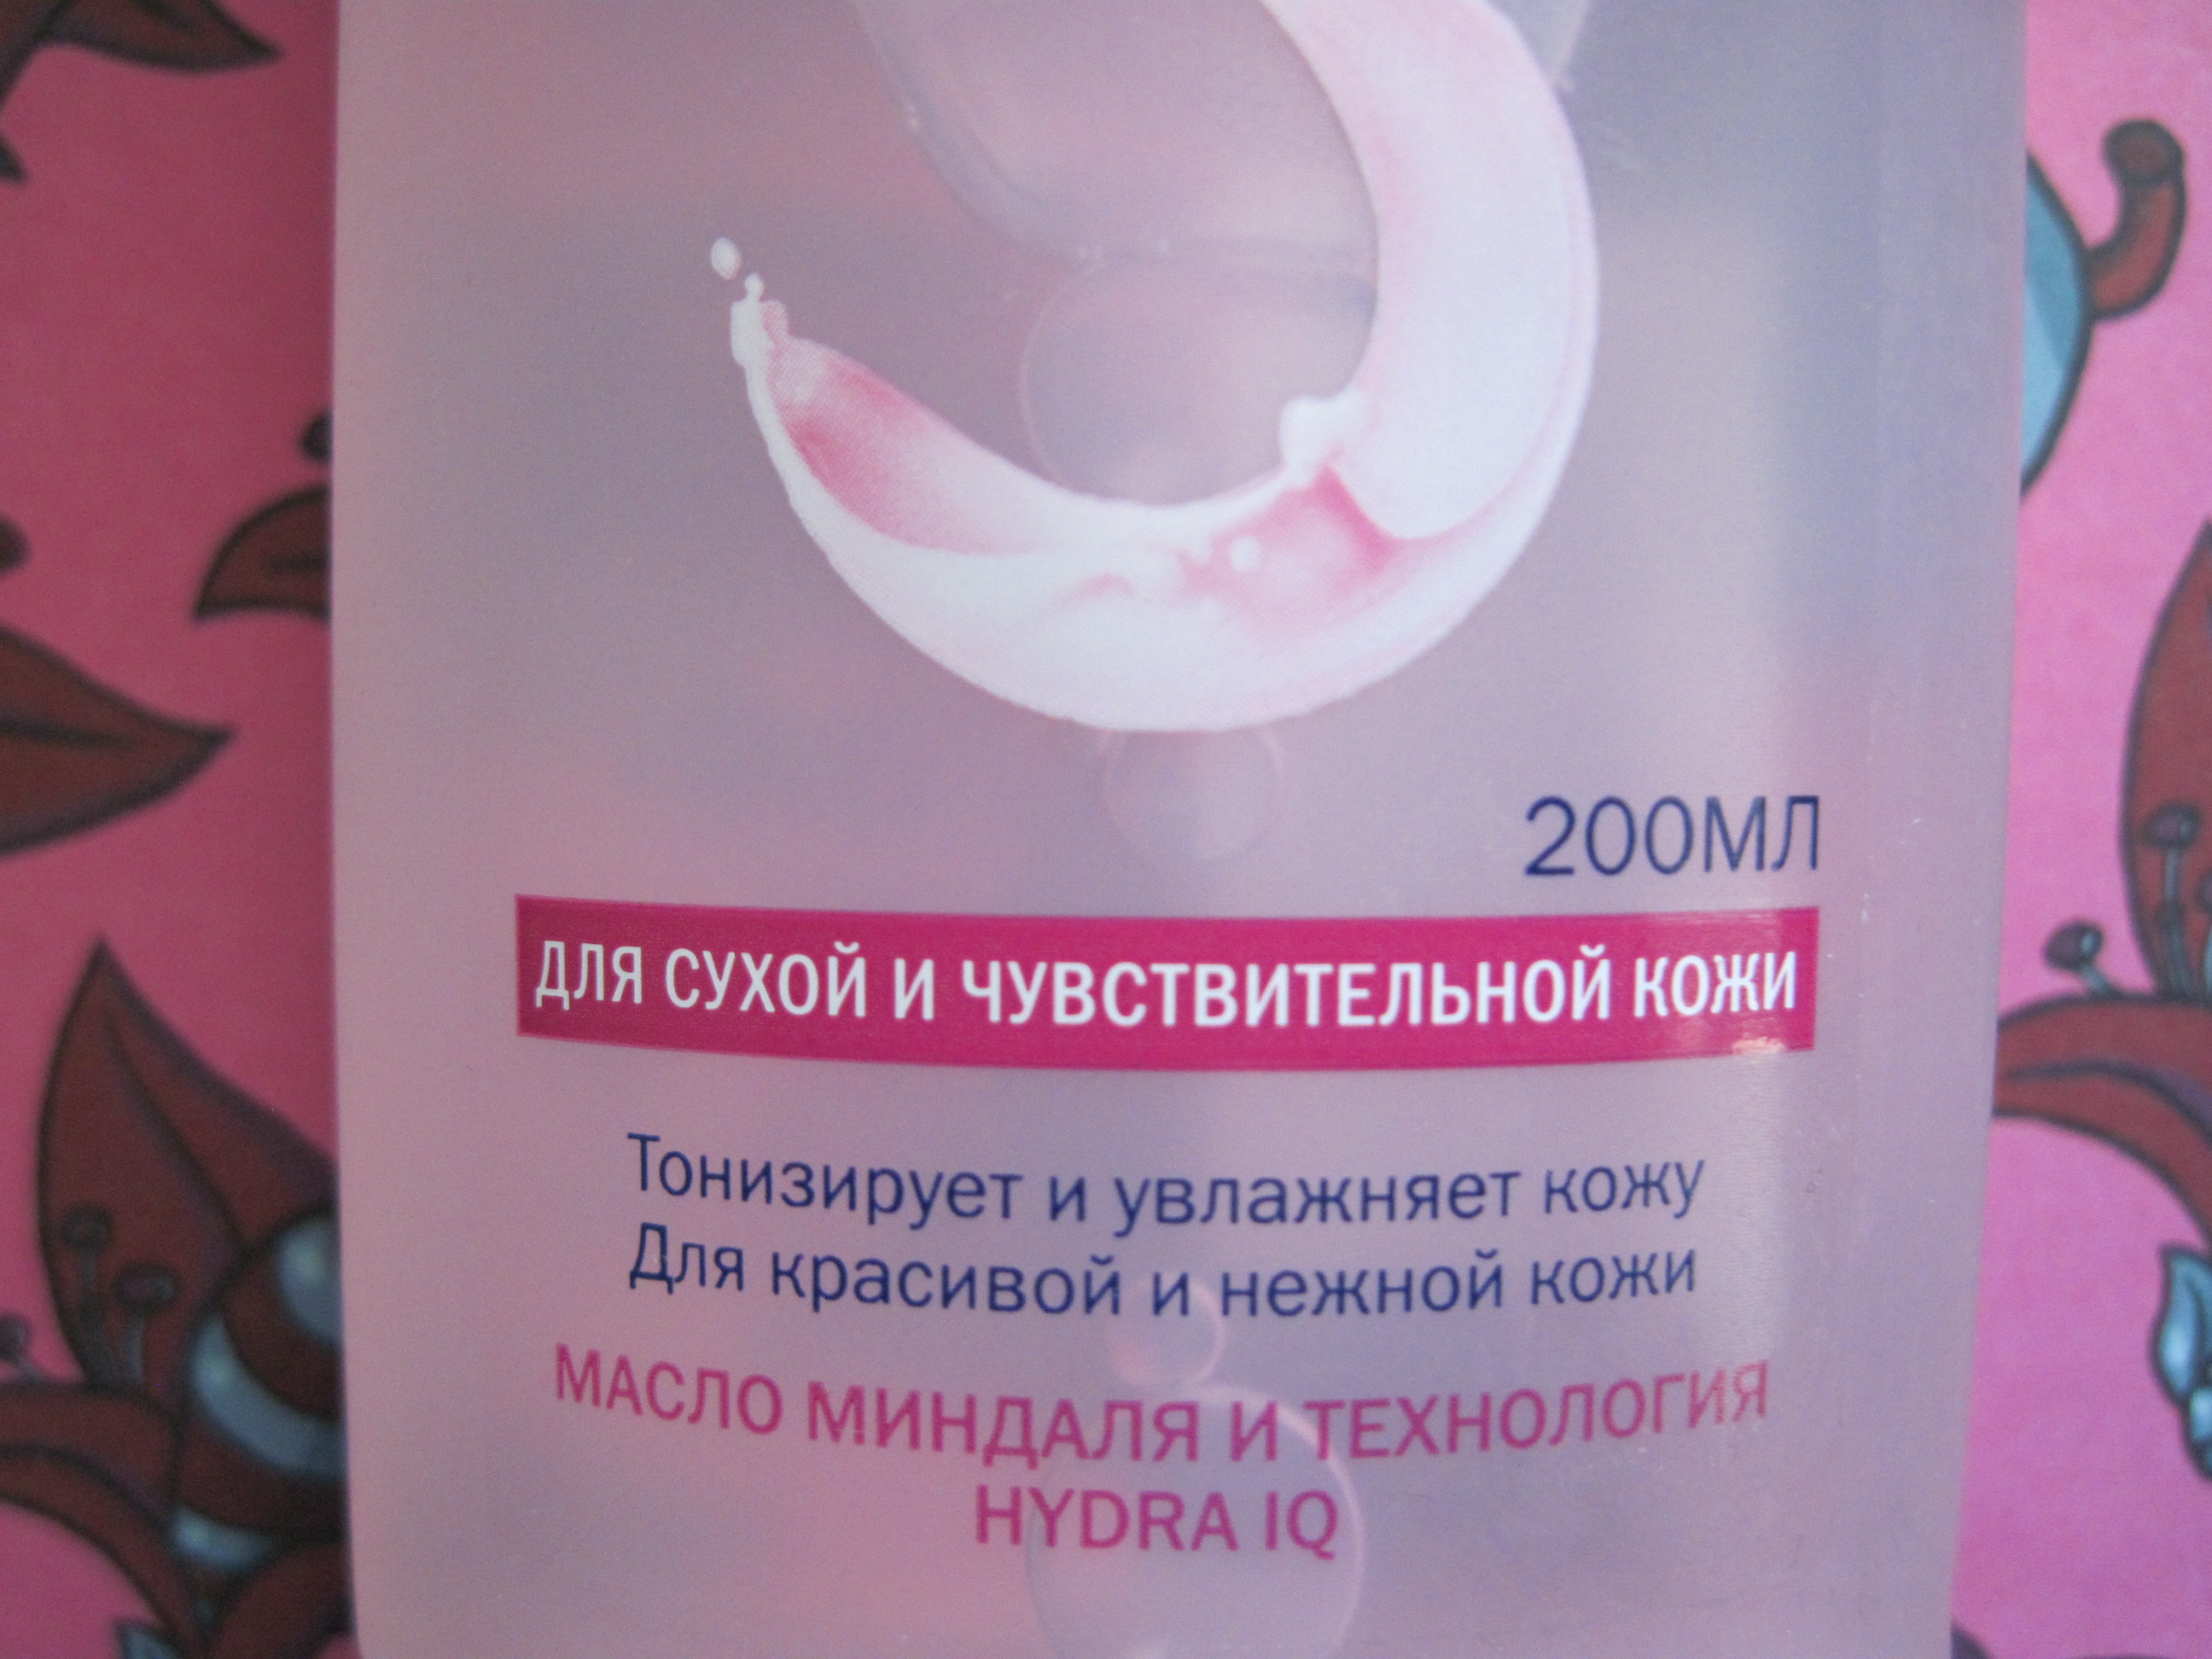 200МЛ
ДЛЯ СУХОЙ И ЧУВСТВИТЕЛЬНОЙ КОЖИ
Тонизирует и увлажняет кожу
Для красивой и нежной кожи
МАСЛО МИНДАЛЯ И ТЕХНОЛОГИЯ
HYDRA IQ